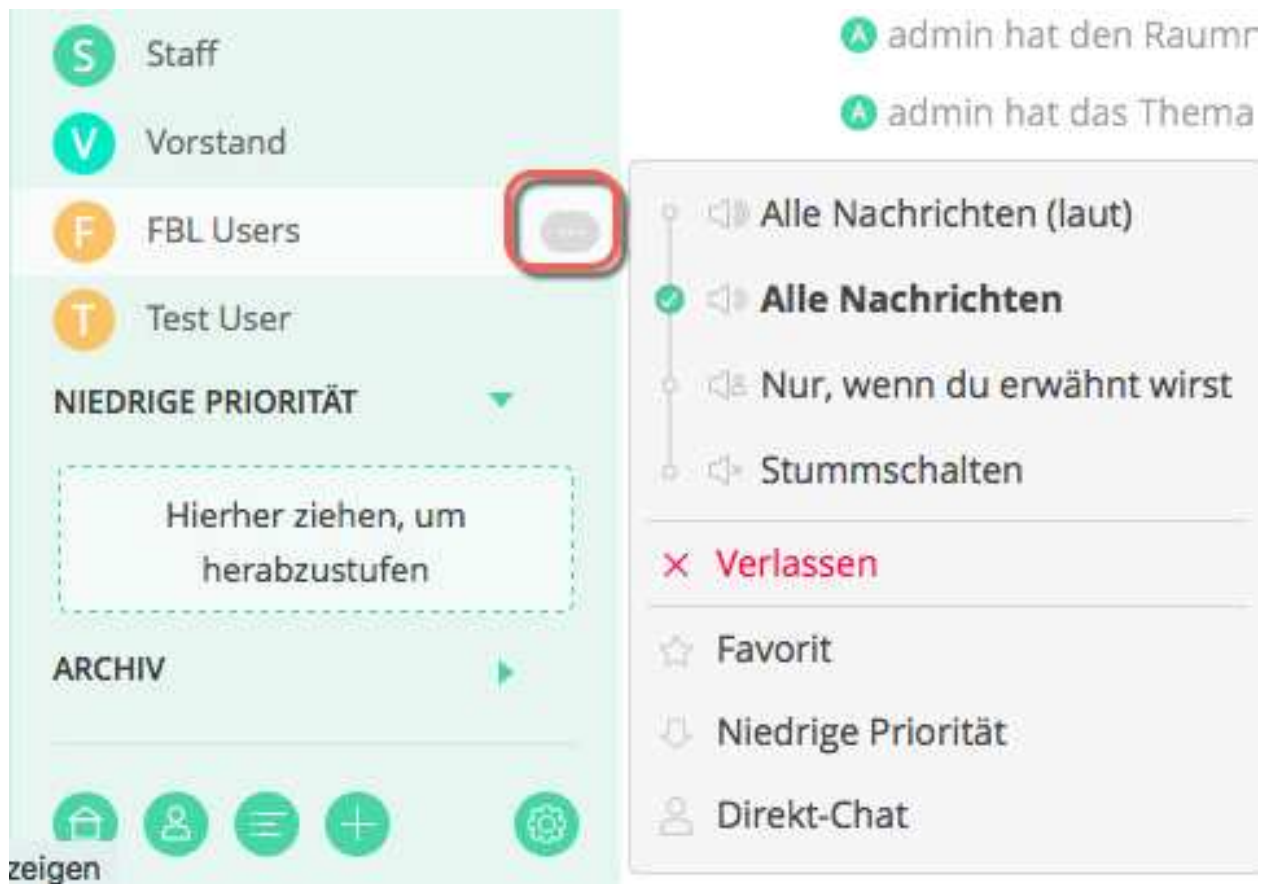 S Staff
V Vorstand
F FBL Users
T Test User
NIEDRIGE PRIORITÄT
Hierher ziehen, um
herabzustufen
ARCHIV
zeigen
A admin hat den
A admin hat das Thema
Alle Nachrichten (laut)
Alle Nachrichten
Nur, wenn du erwähnt wirst
Stummschalten
Verlassen
Favorit
Niedrige Priorität
Direkt-Chat